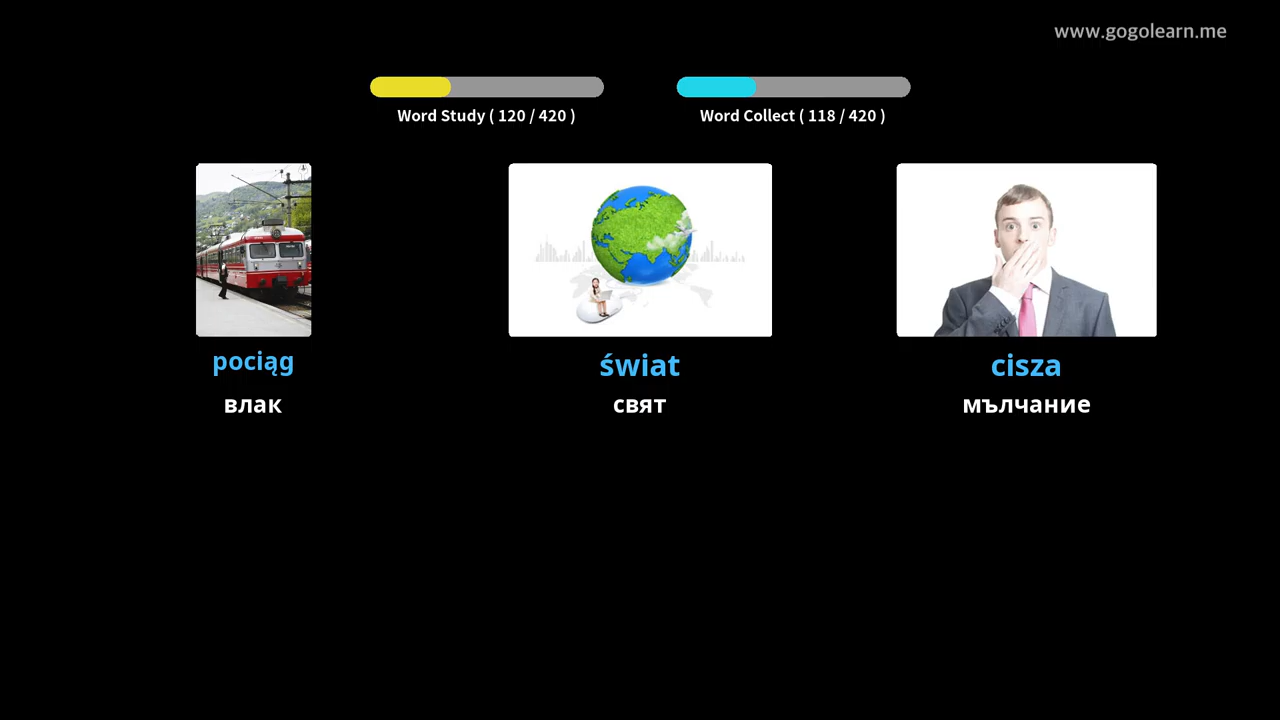 www.gogolearn.me
Word Study ( 120 / 420 )
Word Collect ( 118 / 420 )
pociąg
świat
cisza
влак
свят
мълчание